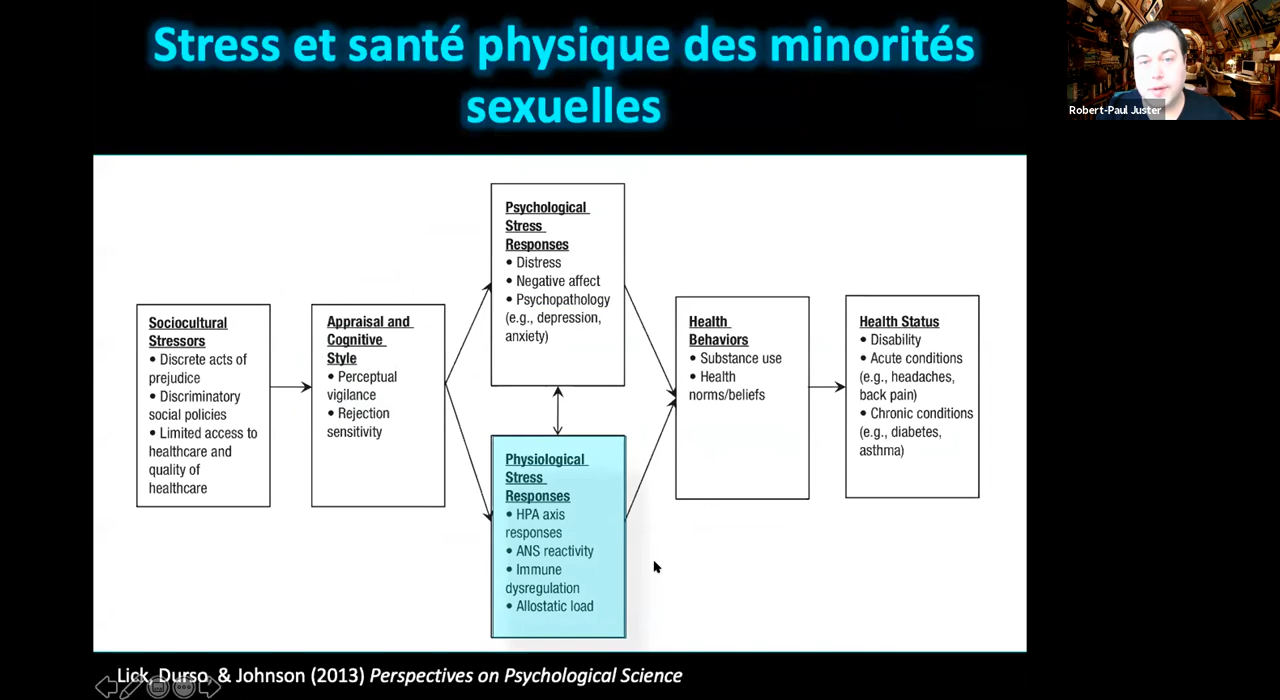 Stress et santé physique des minorités
sexuelles
Robert-Paul Juster
Sociocultural
Stressors
• Discrete acts of
prejudice
• Discriminatory
social policies
• Limited access to
healthcare and
quality of
healthcare
Appraisal and
Cognitive
Style
• Perceptual
vigilance
• Rejection
sensitivity
Psychological
Stress
Responses
• Distress
• Negative affect
• Psychopathology
(e.g., depression,
anxiety)
Physiological
Stress
Responses
• HPA axis
responses
• ANS reactivity
• Immune
dysregulation
• Allostatic load
Health
Behaviors
• Substance use
• Health
norms/beliefs
Health Status
• Disability
• Acute conditions
(e.g., headaches,
back pain)
• Chronic conditions
(e.g., diabetes,
asthma)
Lick, Durso, & Johnson (2013) Perspectives on Psychological Science